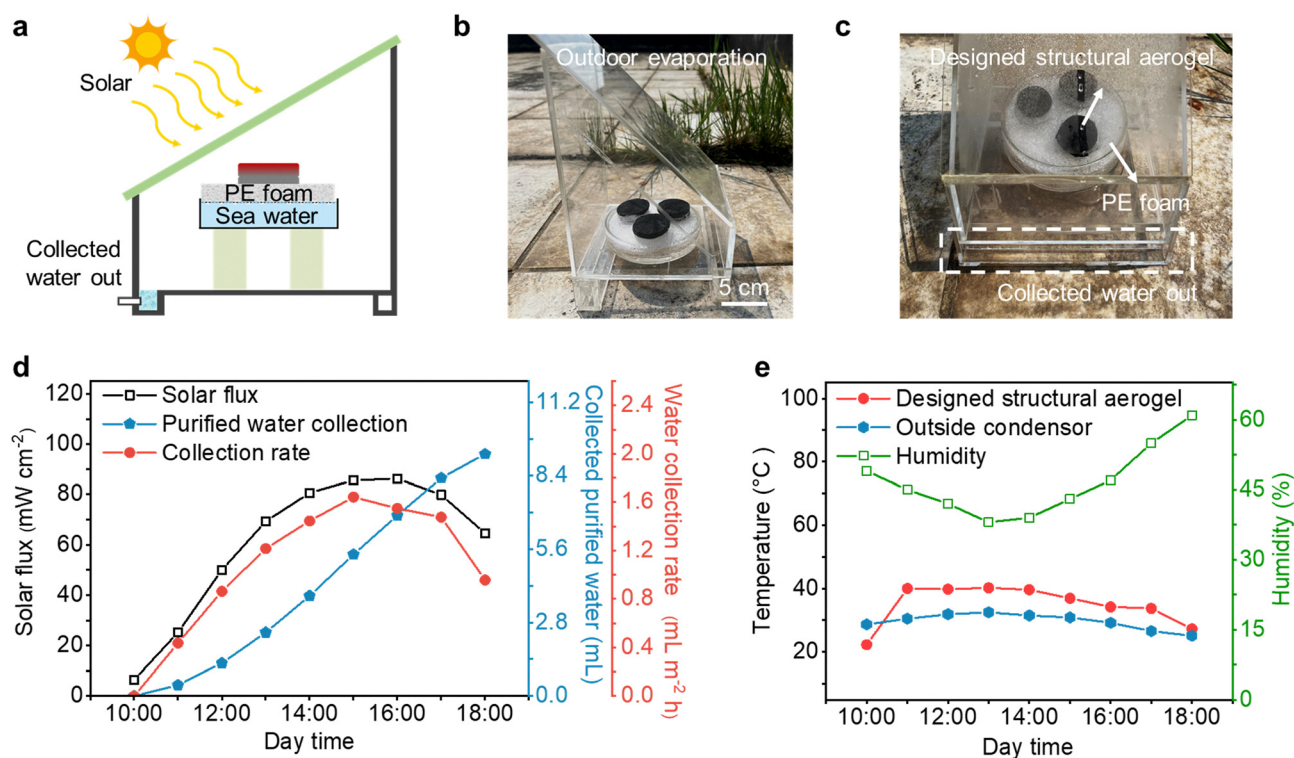 a
Solar
PE foam
Sea water
Collected
water out
b
Outdoor evaporation
5 cm
c
Designed structural aerogel
PE foam
Collected water out
d
Solar flux
Purified water collection
Collection rate
Solar flux (mW cm⁻²)
120
100
80
60
40
20
0
10:00 12:00 14:00 16:00 18:00
Day time
11.2
8.4
5.6
2.8
0.0
Collected purified water (mL)
2.4
2.0
1.6
1.2
0.8
0.4
0.0
Water collection rate (mL m⁻² h)
e
Designed structural aerogel
Outside condensor
Humidity
Temperature (°C)
100
80
60
40
20
10:00 12:00 14:00 16:00 18:00
Day time
60
45
30
15
0
Humidity (%)